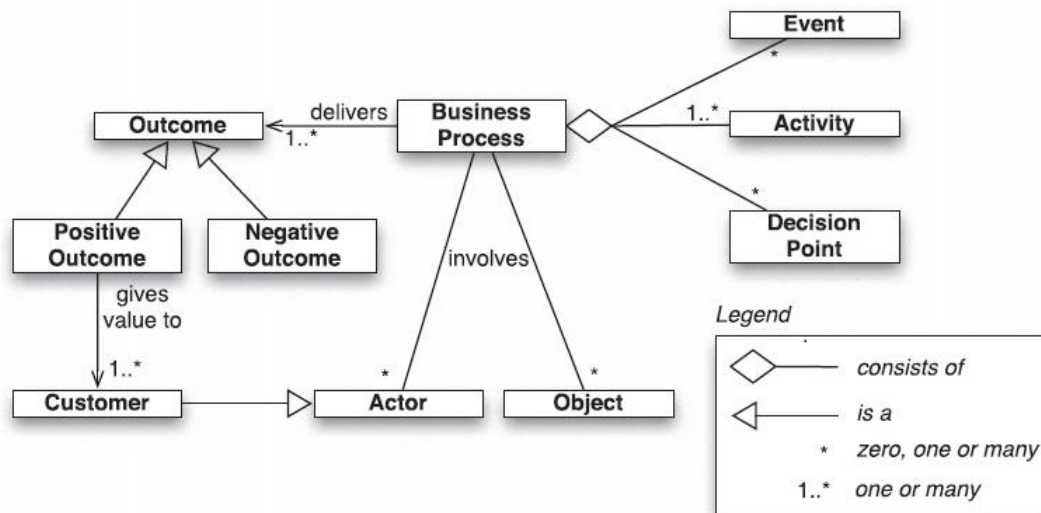 Event
*
delivers
Business
Process
1..*
Activity
Outcome
1..*
*
Positive
Outcome
Negative
Outcome
Decision
Point
involves
gives
value to
1..*
*
*
Customer
Actor
Object
Legend
consists of
is a
* zero, one or many
1..* one or many